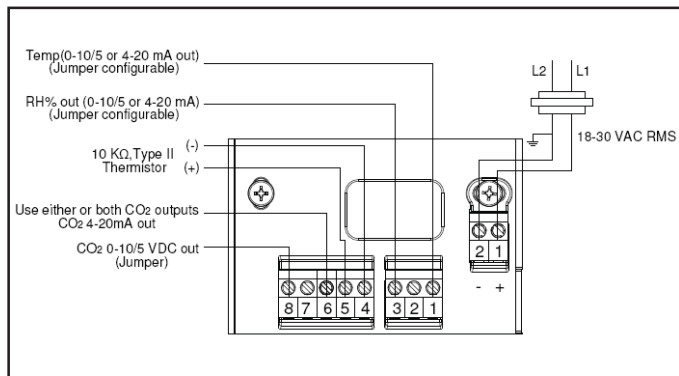 Temp(0-10/5 or 4-20 mA out)
(Jumper configurable)
RH% out (0-10/5 or 4-20 mA)
(Jumper configurable)
(-)
10 KΩ,Type II
Thermistor (+)
Use either or both CO₂ outputs
CO₂ 4-20mA out
CO₂ 0-10/5 VDC out
(Jumper)
L2 L1
18-30 VAC RMS
2 1
- +
8 7 6 5 4 3 2 1